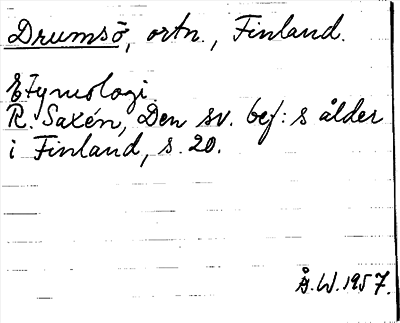 Drumsö, ortn., Finland.
Etymologi.
R. Saxén, Den sv. bef:s ålder
i Finland, s. 20.
Å.W.1957.